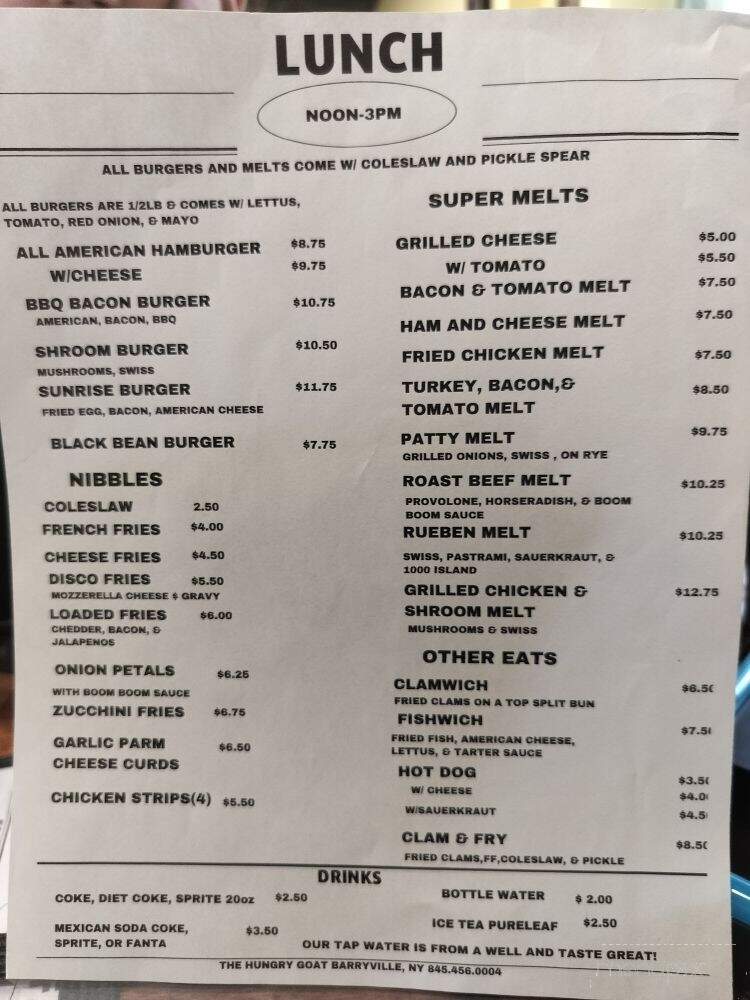 LUNCH
NOON-3PM
ALL BURGERS AND MELTS COME W/ COLESLAW AND PICKLE SPEAR
ALL BURGERS ARE 1/2LB & COMES W/ LETTUS,
TOMATO, RED ONION, & MAYO
ALL AMERICAN HAMBURGER $8.75
W/CHEESE $9.75
BBQ BACON BURGER $10.75
AMERICAN, BACON, BBQ
SHROOM BURGER $10.50
MUSHROOMS, SWISS
SUNRISE BURGER $11.75
FRIED EGG, BACON, AMERICAN CHEESE
BLACK BEAN BURGER $7.75
NIBBLES
COLESLAW 2.50
FRENCH FRIES $4.00
CHEESE FRIES $4.50
DISCO FRIES $5.50
MOZZERELLA CHEESE $ GRAVY
LOADED FRIES $6.00
CHEDDER, BACON, &
JALAPENOS
ONION PETALS $6.25
WITH BOOM BOOM SAUCE
ZUCCHINI FRIES $6.75
GARLIC PARM $6.50
CHEESE CURDS
CHICKEN STRIPS(4) $5.50
SUPER MELTS
GRILLED CHEESE $5.00
W/ TOMATO $5.50
BACON & TOMATO MELT $7.50
HAM AND CHEESE MELT $7.50
FRIED CHICKEN MELT $7.50
TURKEY, BACON,& $8.50
TOMATO MELT
PATTY MELT $9.75
GRILLED ONIONS, SWISS , ON RYE
ROAST BEEF MELT $10.25
PROVOLONE, HORSERADISH, & BOOM
BOOM SAUCE
RUEBEN MELT $10.25
SWISS, PASTRAMI, SAUERKRAUT, &
1000 ISLAND
GRILLED CHICKEN & $12.75
SHROOM MELT
MUSHROOMS & SWISS
OTHER EATS
CLAMWICH $6.50
FRIED CLAMS ON A TOP SPLIT BUN
FISHWICH $7.5
FRIED FISH, AMERICAN CHEESE,
LETTUS, & TARTER SAUCE
HOT DOG $3.50
W/ CHEESE $4.0
W/SAUERKRAUT $4.5
CLAM & FRY $8.50
FRIED CLAMS,FF,COLESLAW, & PICKLE
DRINKS
COKE, DIET COKE, SPRITE 20oz $2.50
BOTTLE WATER $ 2.00
MEXICAN SODA COKE, $3.50
SPRITE, OR FANTA
ICE TEA PURELEAF $2.50
OUR TAP WATER IS FROM A WELL AND TASTE GREAT!
THE HUNGRY GOAT BARRYVILLE, NY 845.456.0004